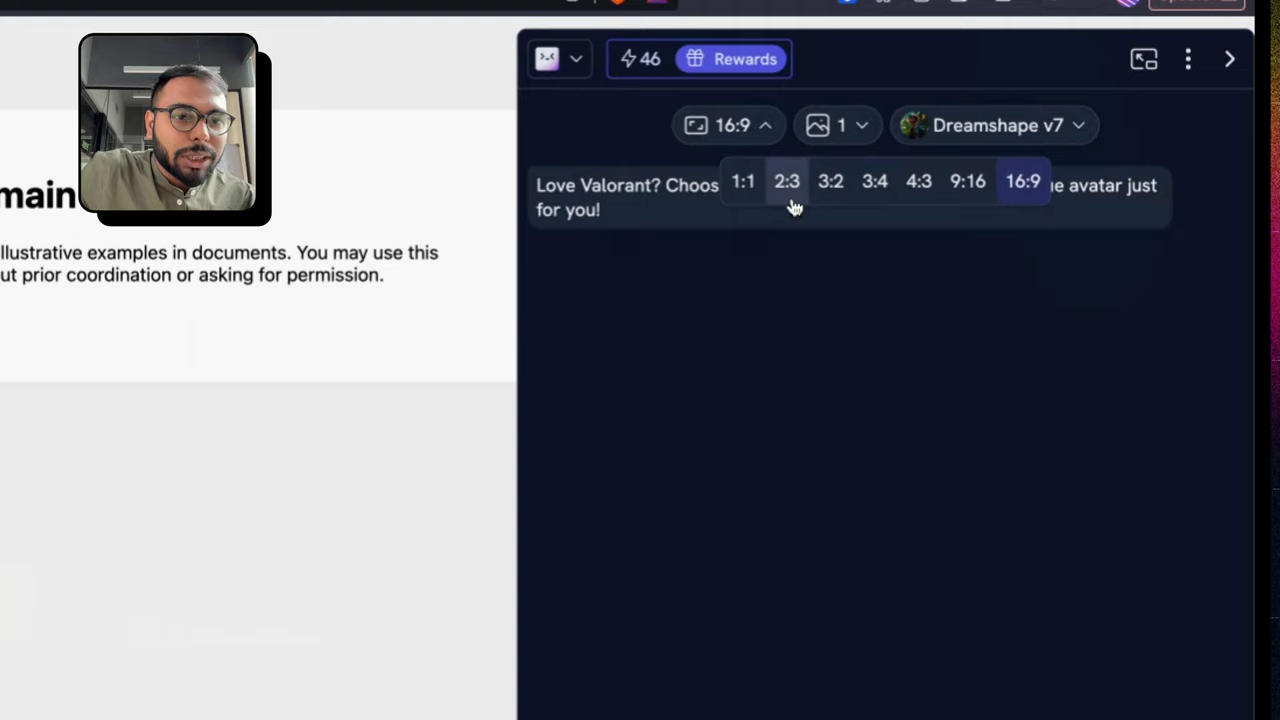 46 Rewards
16:9 1 Dreamshape v7
1:1 2:3 3:2 3:4 4:3 9:16 16:9
Love Valorant? Choos ue avatar just
for you!
main
llustrative examples in documents. You may use this
ut prior coordination or asking for permission.